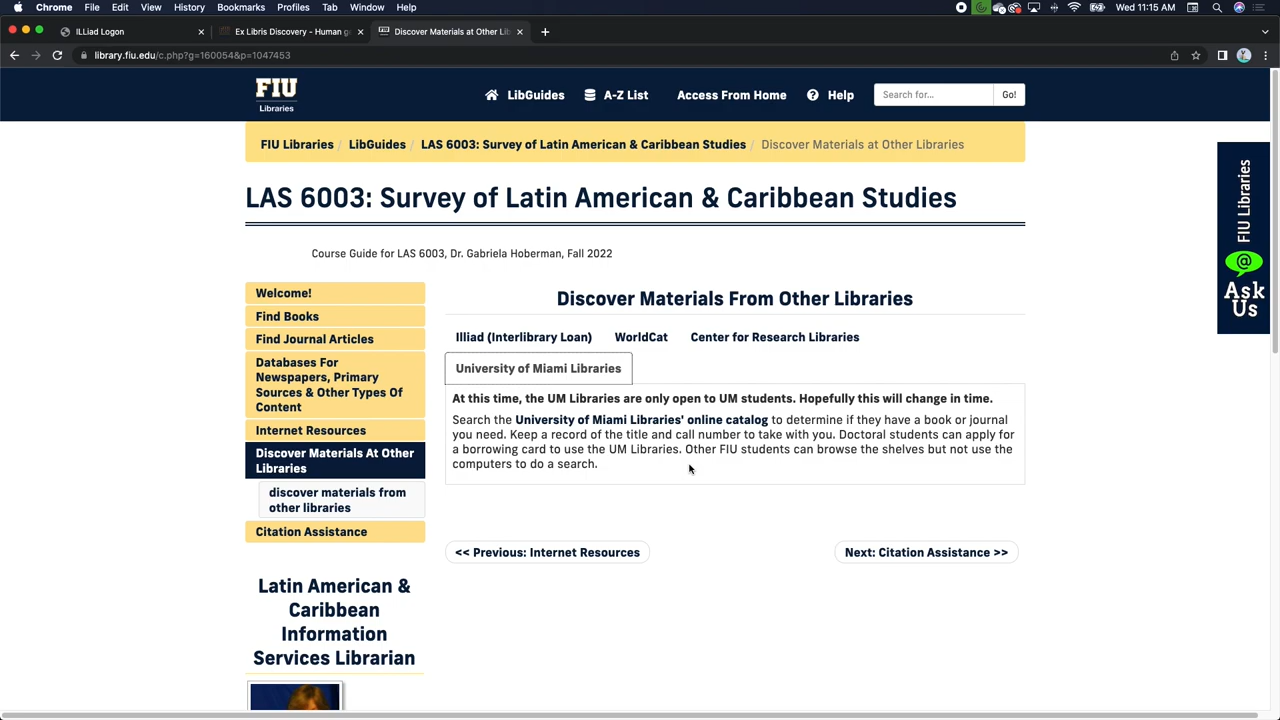 Chrome File Edit View History Bookmarks Profiles Tab Window Help Wed 11:15 AM
ILLiad Logon Ex Libris Discovery - Human g Discover Materials at Other Lib
library.fiu.edu/c.php?g=160054&p=1047453
FIU
Libraries
LibGuides A-Z List Access From Home Help Search for... Go!
FIU Libraries / LibGuides / LAS 6003: Survey of Latin American & Caribbean Studies / Discover Materials at Other Libraries
LAS 6003: Survey of Latin American & Caribbean Studies
Course Guide for LAS 6003, Dr. Gabriela Hoberman, Fall 2022
Welcome!
Find Books
Find Journal Articles
Databases For
Newspapers, Primary
Sources & Other Types Of
Content
Internet Resources
Discover Materials At Other
Libraries
discover materials from
other libraries
Citation Assistance
Latin American &
Caribbean
Information
Services Librarian
Discover Materials From Other Libraries
Illiad (Interlibrary Loan) WorldCat Center for Research Libraries
University of Miami Libraries
At this time, the UM Libraries are only open to UM students. Hopefully this will change in time.
Search the University of Miami Libraries' online catalog to determine if they have a book or journal
you need. Keep a record of the title and call number to take with you. Doctoral students can apply for
a borrowing card to use the UM Libraries. Other FIU students can browse the shelves but not use the
computers to do a search.
<< Previous: Internet Resources Next: Citation Assistance >>
FIU Libraries
@
Ask
Us